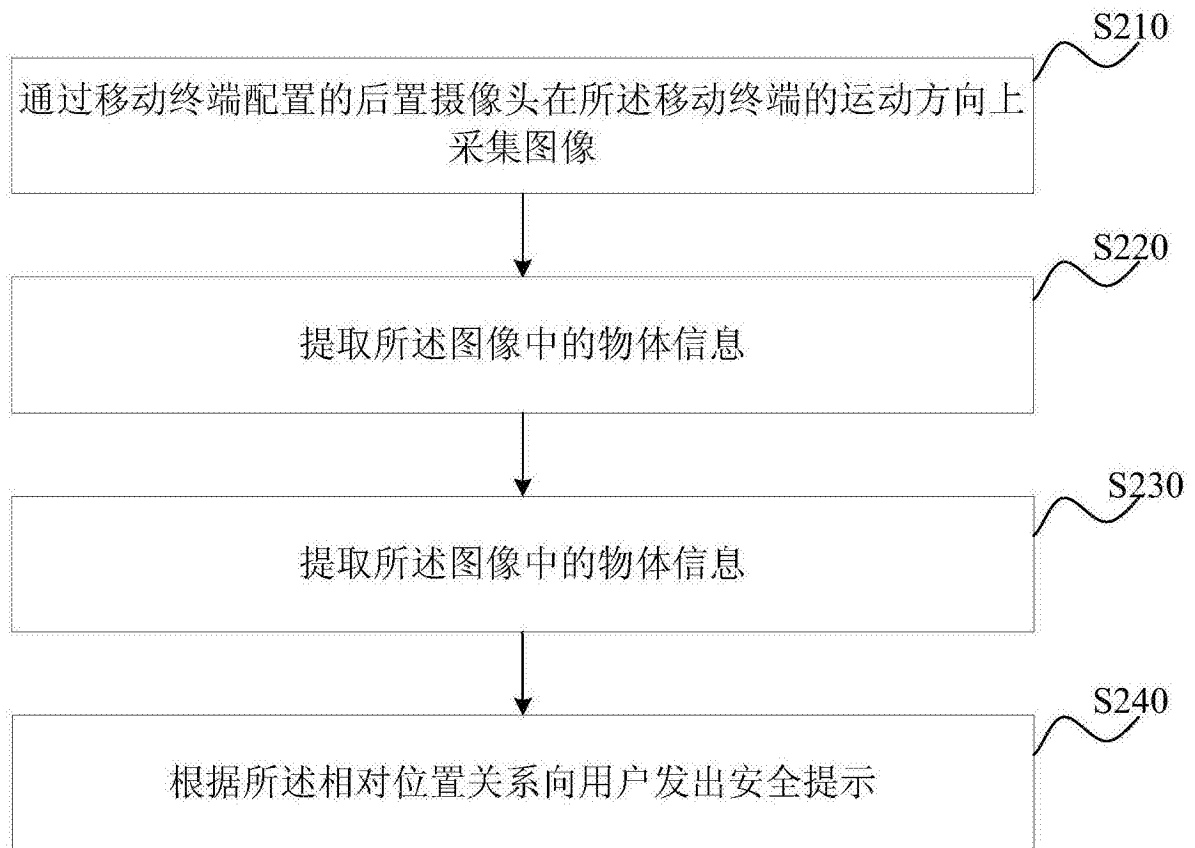 S210
通过移动终端配置的后置摄像头在所述移动终端的运动方向上
采集图像
S220
提取所述图像中的物体信息
S230
提取所述图像中的物体信息
S240
根据所述相对位置关系向用户发出安全提示